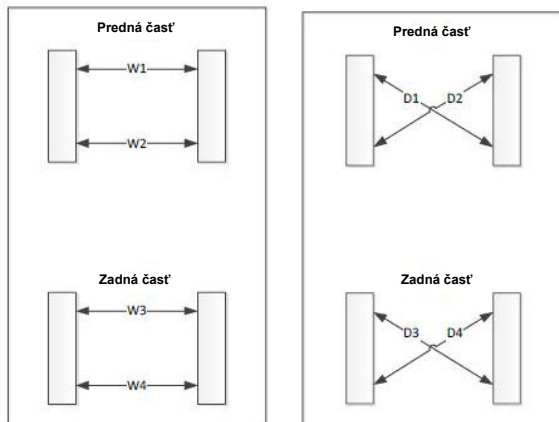 Predná časť
W1
W2
Zadná časť
W3
W4
Predná časť
D1 D2
Zadná časť
D3 D4